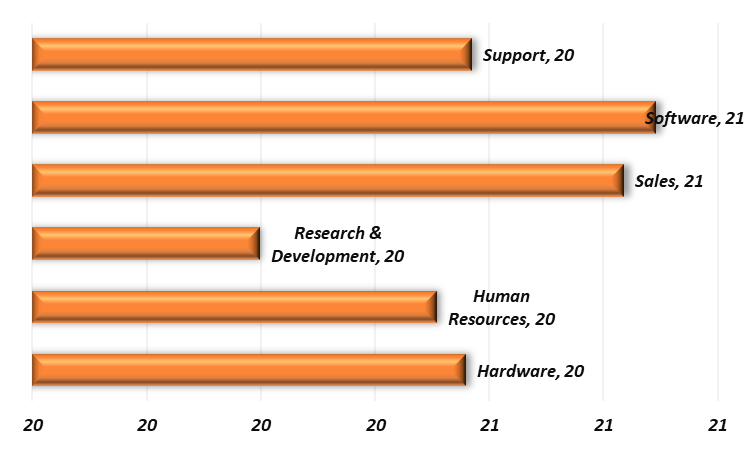 Support, 20
Software, 21
Sales, 21
Research &
Development, 20
Human
Resources, 20
Hardware, 20
20 20 20 20 21 21 21